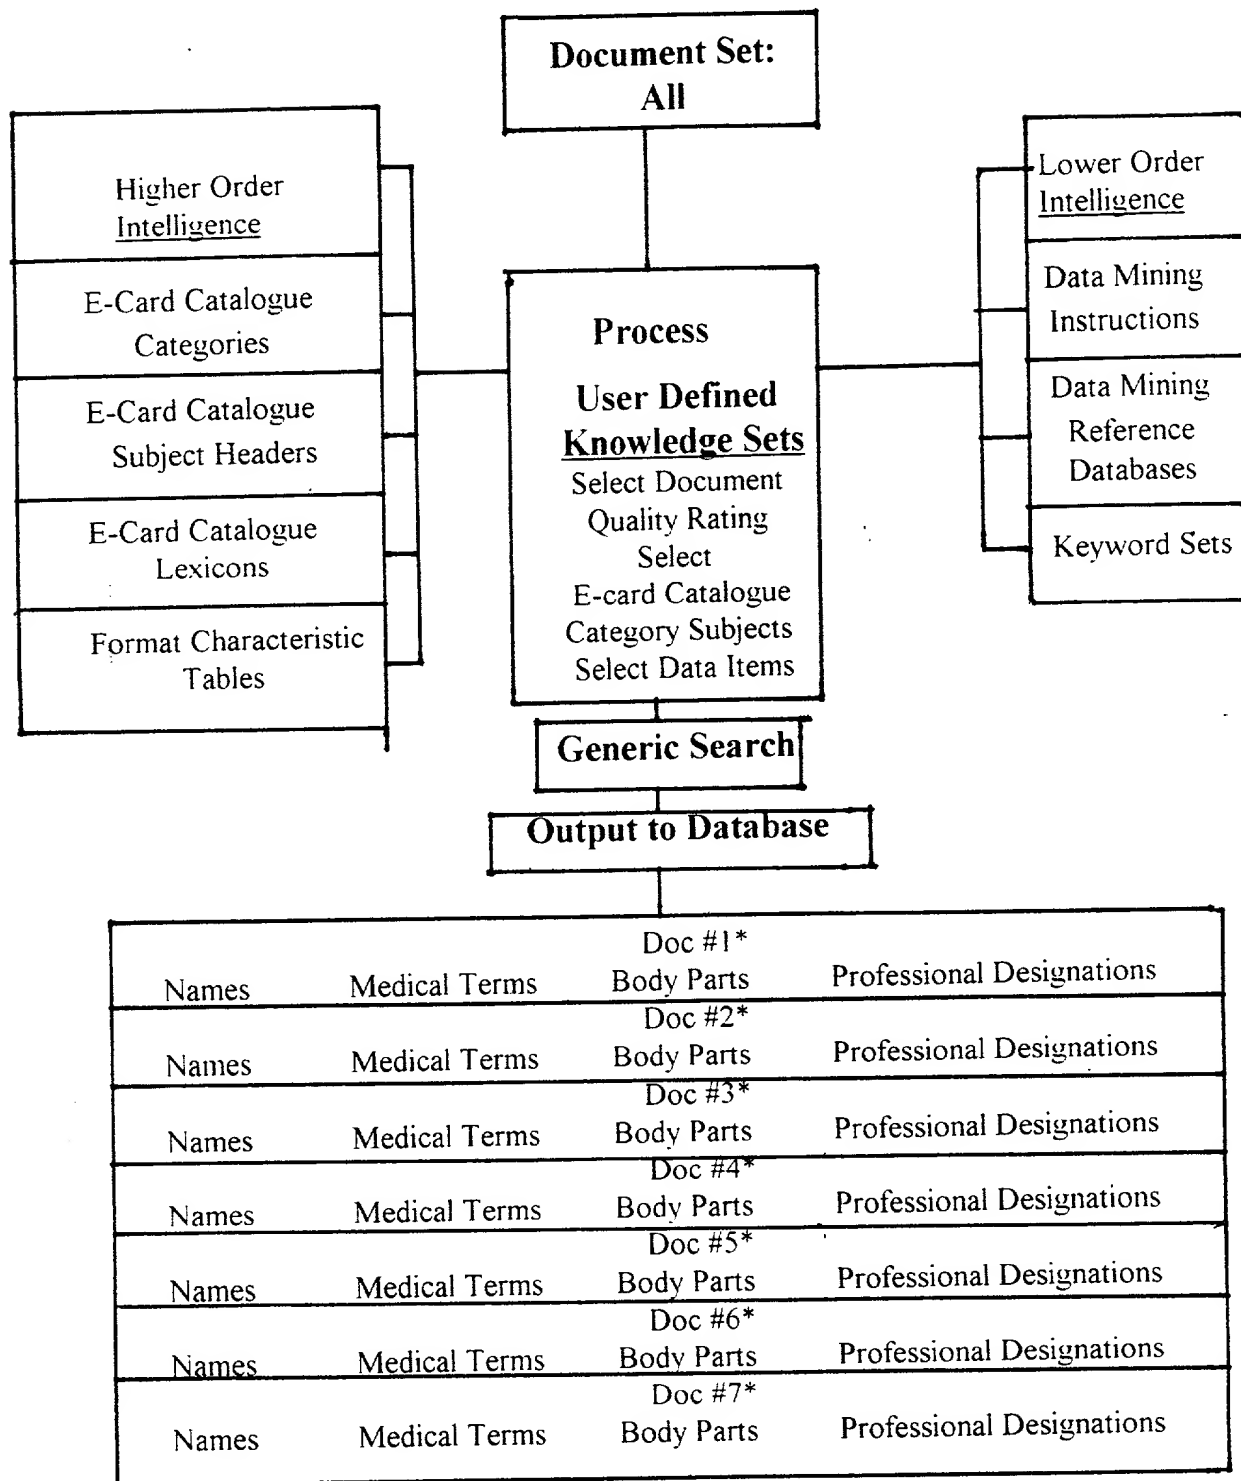 Document Set:
All
Higher Order
Intelligence
E-Card Catalogue
Categories
E-Card Catalogue
Subject Headers
E-Card Catalogue
Lexicons
Format Characteristic
Tables
Process
User Defined
Knowledge Sets
Select Document
Quality Rating
Select
E-card Catalogue
Category Subjects
Select Data Items
Lower Order
Intelligence
Data Mining
Instructions
Data Mining
Reference
Databases
Keyword Sets
Generic Search
Output to Database
Doc #1*
Names Medical Terms Body Parts Professional Designations
Doc #2*
Names Medical Terms Body Parts Professional Designations
Doc #3*
Names Medical Terms Body Parts Professional Designations
Doc #4*
Names Medical Terms Body Parts Professional Designations
Doc #5*
Names Medical Terms Body Parts Professional Designations
Doc #6*
Names Medical Terms Body Parts Professional Designations
Doc #7*
Names Medical Terms Body Parts Professional Designations